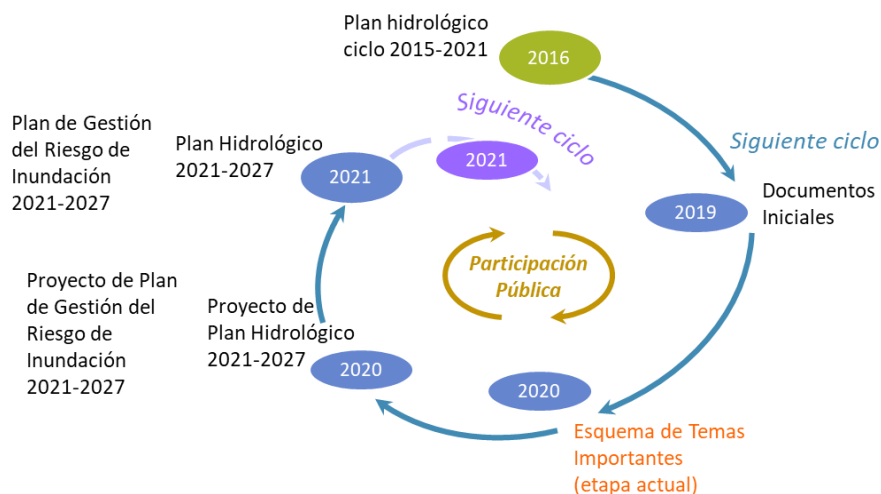 Plan hidrológico
ciclo 2015-2021
2016
Siguiente ciclo
2019
Documentos
Iniciales
2020
Esquema de Temas
Importantes
(etapa actual)
Proyecto de Plan
de Gestión del
Riesgo de
Inundación
2021-2027
Proyecto de
Plan Hidrológico
2021-2027
2020
Plan de Gestión
del Riesgo de
Inundación
2021-2027
Plan Hidrológico
2021-2027
2021
Siguiente ciclo
2021
Participación
Pública